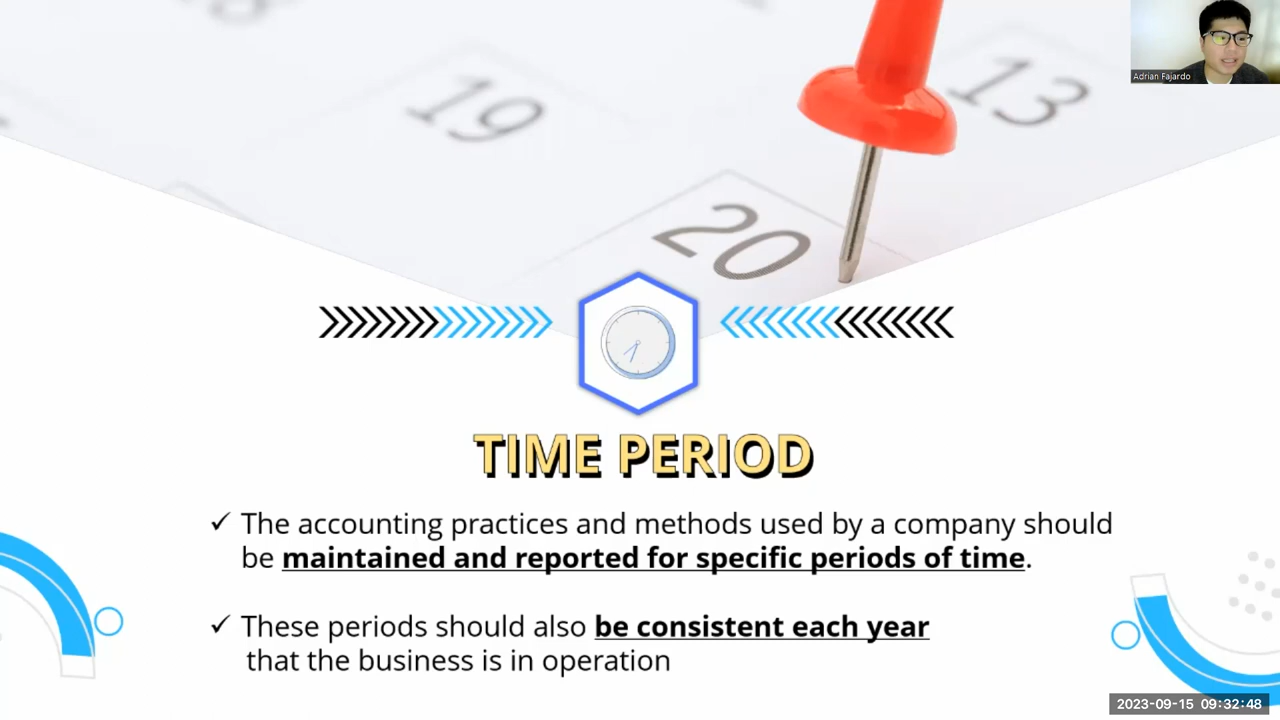 19
13
Adrian Fajardo
20
TIME PERIOD
✓ The accounting practices and methods used by a company should
be maintained and reported for specific periods of time.
✓ These periods should also be consistent each year
that the business is in operation
2023-09-15 09:32:48